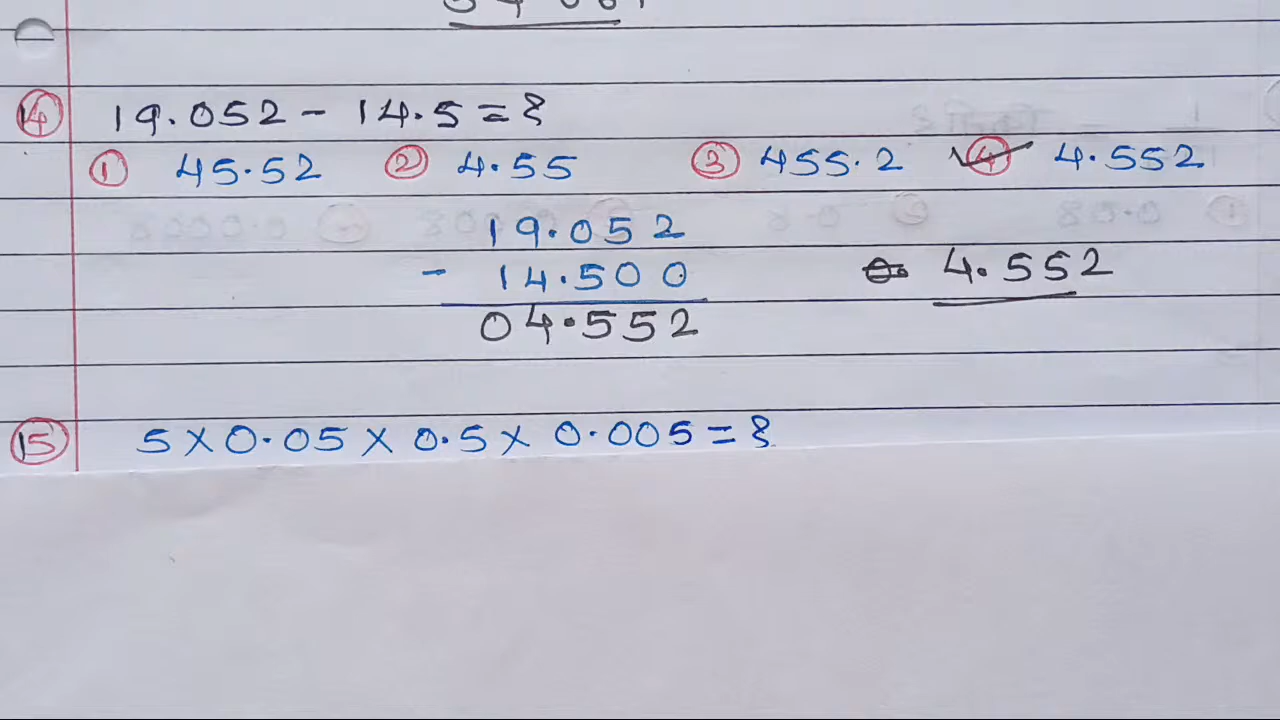 14 19.052 - 14.5 = ?
1 45.52 2 4.55 3 455.2 4 4.552
19.052
- 14.500 4.552
04.552
15 5 × 0.05 × 0.5 × 0.005 = ?